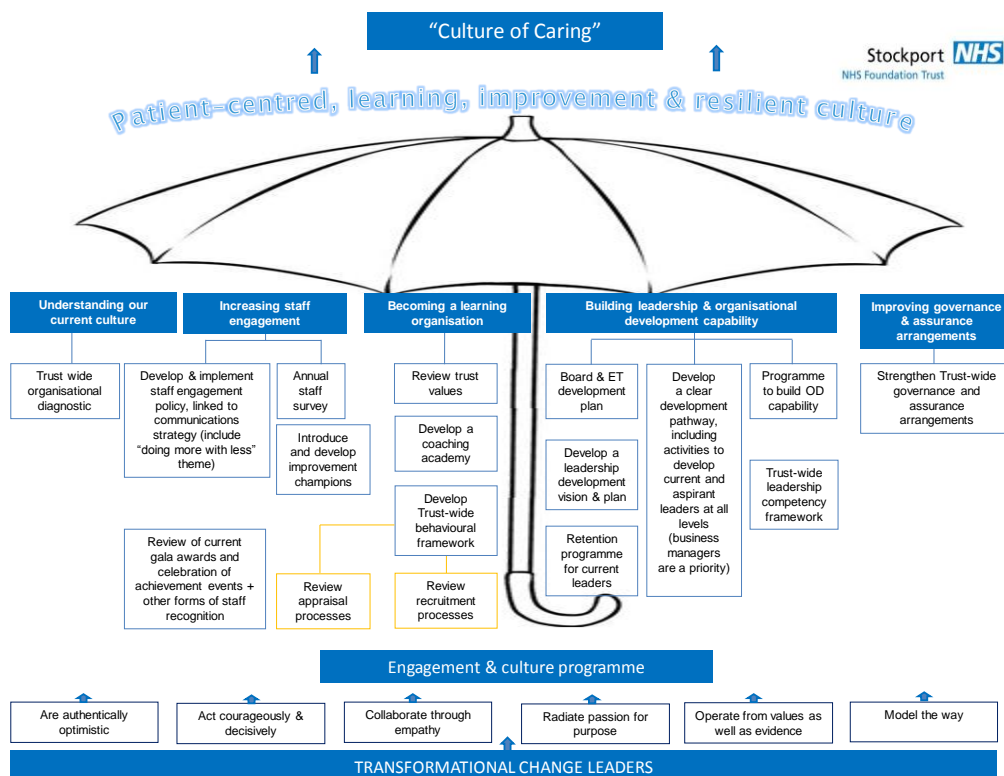 “Culture of Caring”
Stockport NHS
NHS Foundation Trust
Patient-centred, learning, improvement & resilient culture
Understanding our
current culture
Trust wide
organisational
diagnostic
Increasing staff
engagement
Develop & implement
staff engagement
policy, linked to
communications
strategy (include
“doing more with less”
theme)
Annual
staff
survey
Introduce
and develop
improvement
champions
Review of current
gala awards and
celebration of
achievement events +
other forms of staff
recognition
Becoming a learning
organisation
Review trust
values
Develop a
coaching
academy
Develop
Trust-wide
behavioural
framework
Review
appraisal
processes
Review
recruitment
processes
Building leadership & organisational
development capability
Board & ET
development
plan
Develop a
leadership
development
vision & plan
Retention
programme
for current
leaders
Develop
a clear
development
pathway,
including
activities to
develop current
and aspirant
leaders at all
levels
(business
managers
are a priority)
Programme
to build OD
capability
Trust-wide
leadership
competency
framework
Improving governance
& assurance
arrangements
Strengthen Trust-wide
governance and
assurance
arrangements
Engagement & culture programme
Are authentically
optimistic
Act courageously &
decisively
Collaborate through
empathy
Radiate passion for
purpose
Operate from values as
well as evidence
Model the way
TRANSFORMATIONAL CHANGE LEADERS